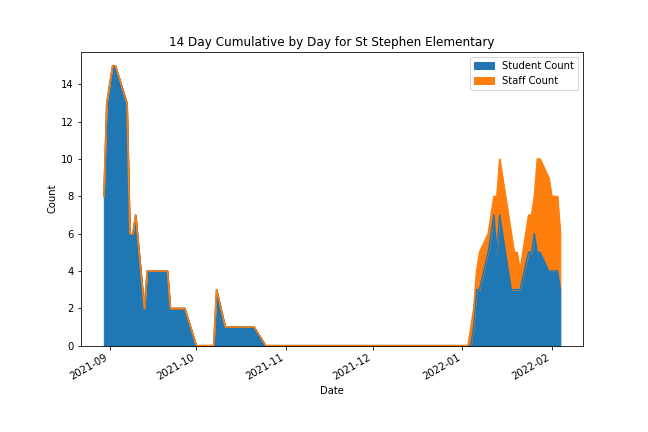 14 Day Cumulative by Day for St Stephen Elementary
Student Count
Staff Count
14
12
10
8
6
4
2
0
Count
2021-09
2021-10
2021-11
2021-12
2022-01
2022-02
Date